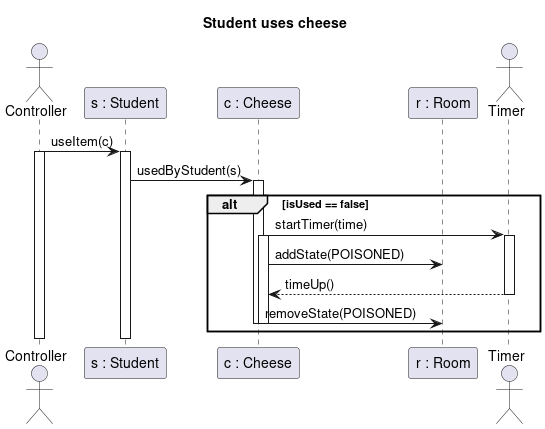 Student uses cheese
Controller
s : Student
c : Cheese
r : Room
Timer
useItem(c)
usedByStudent(s)
alt
[isUsed == false]
startTimer(time)
addState(POISONED)
timeUp()
removeState(POISONED)
Controller
s : Student
c : Cheese
r : Room
Timer